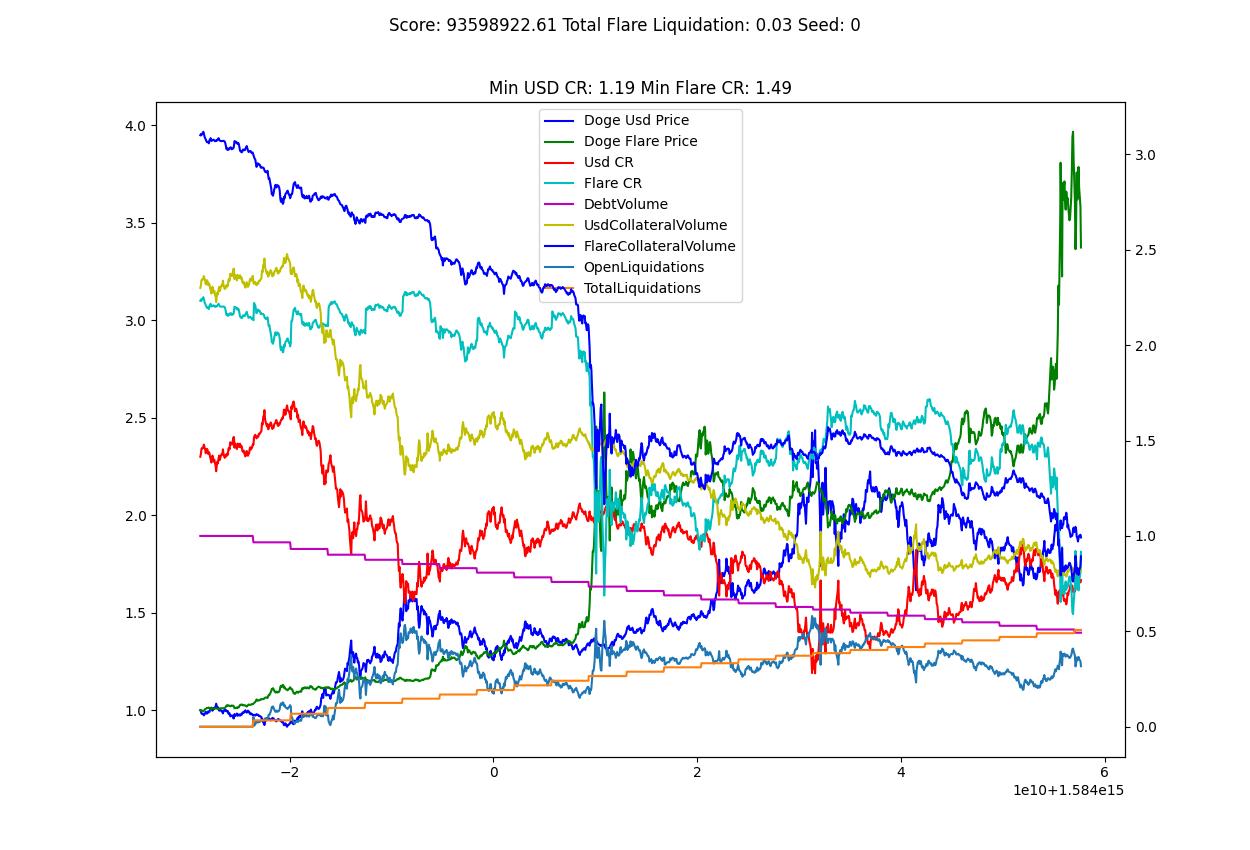 Score: 93598922.61 Total Flare Liquidation: 0.03 Seed: 0
Min USD CR: 1.19 Min Flare CR: 1.49
4.0
3.5
3.0
2.5
2.0
1.5
1.0
Doge Usd Price
Doge Flare Price
Usd CR
Flare CR
DebtVolume
UsdCollateralVolume
FlareCollateralVolume
OpenLiquidations
TotalLiquidations
3.0
2.5
2.0
1.5
1.0
0.5
0.0
−2
0
2
4
6
1e10+1.584e15